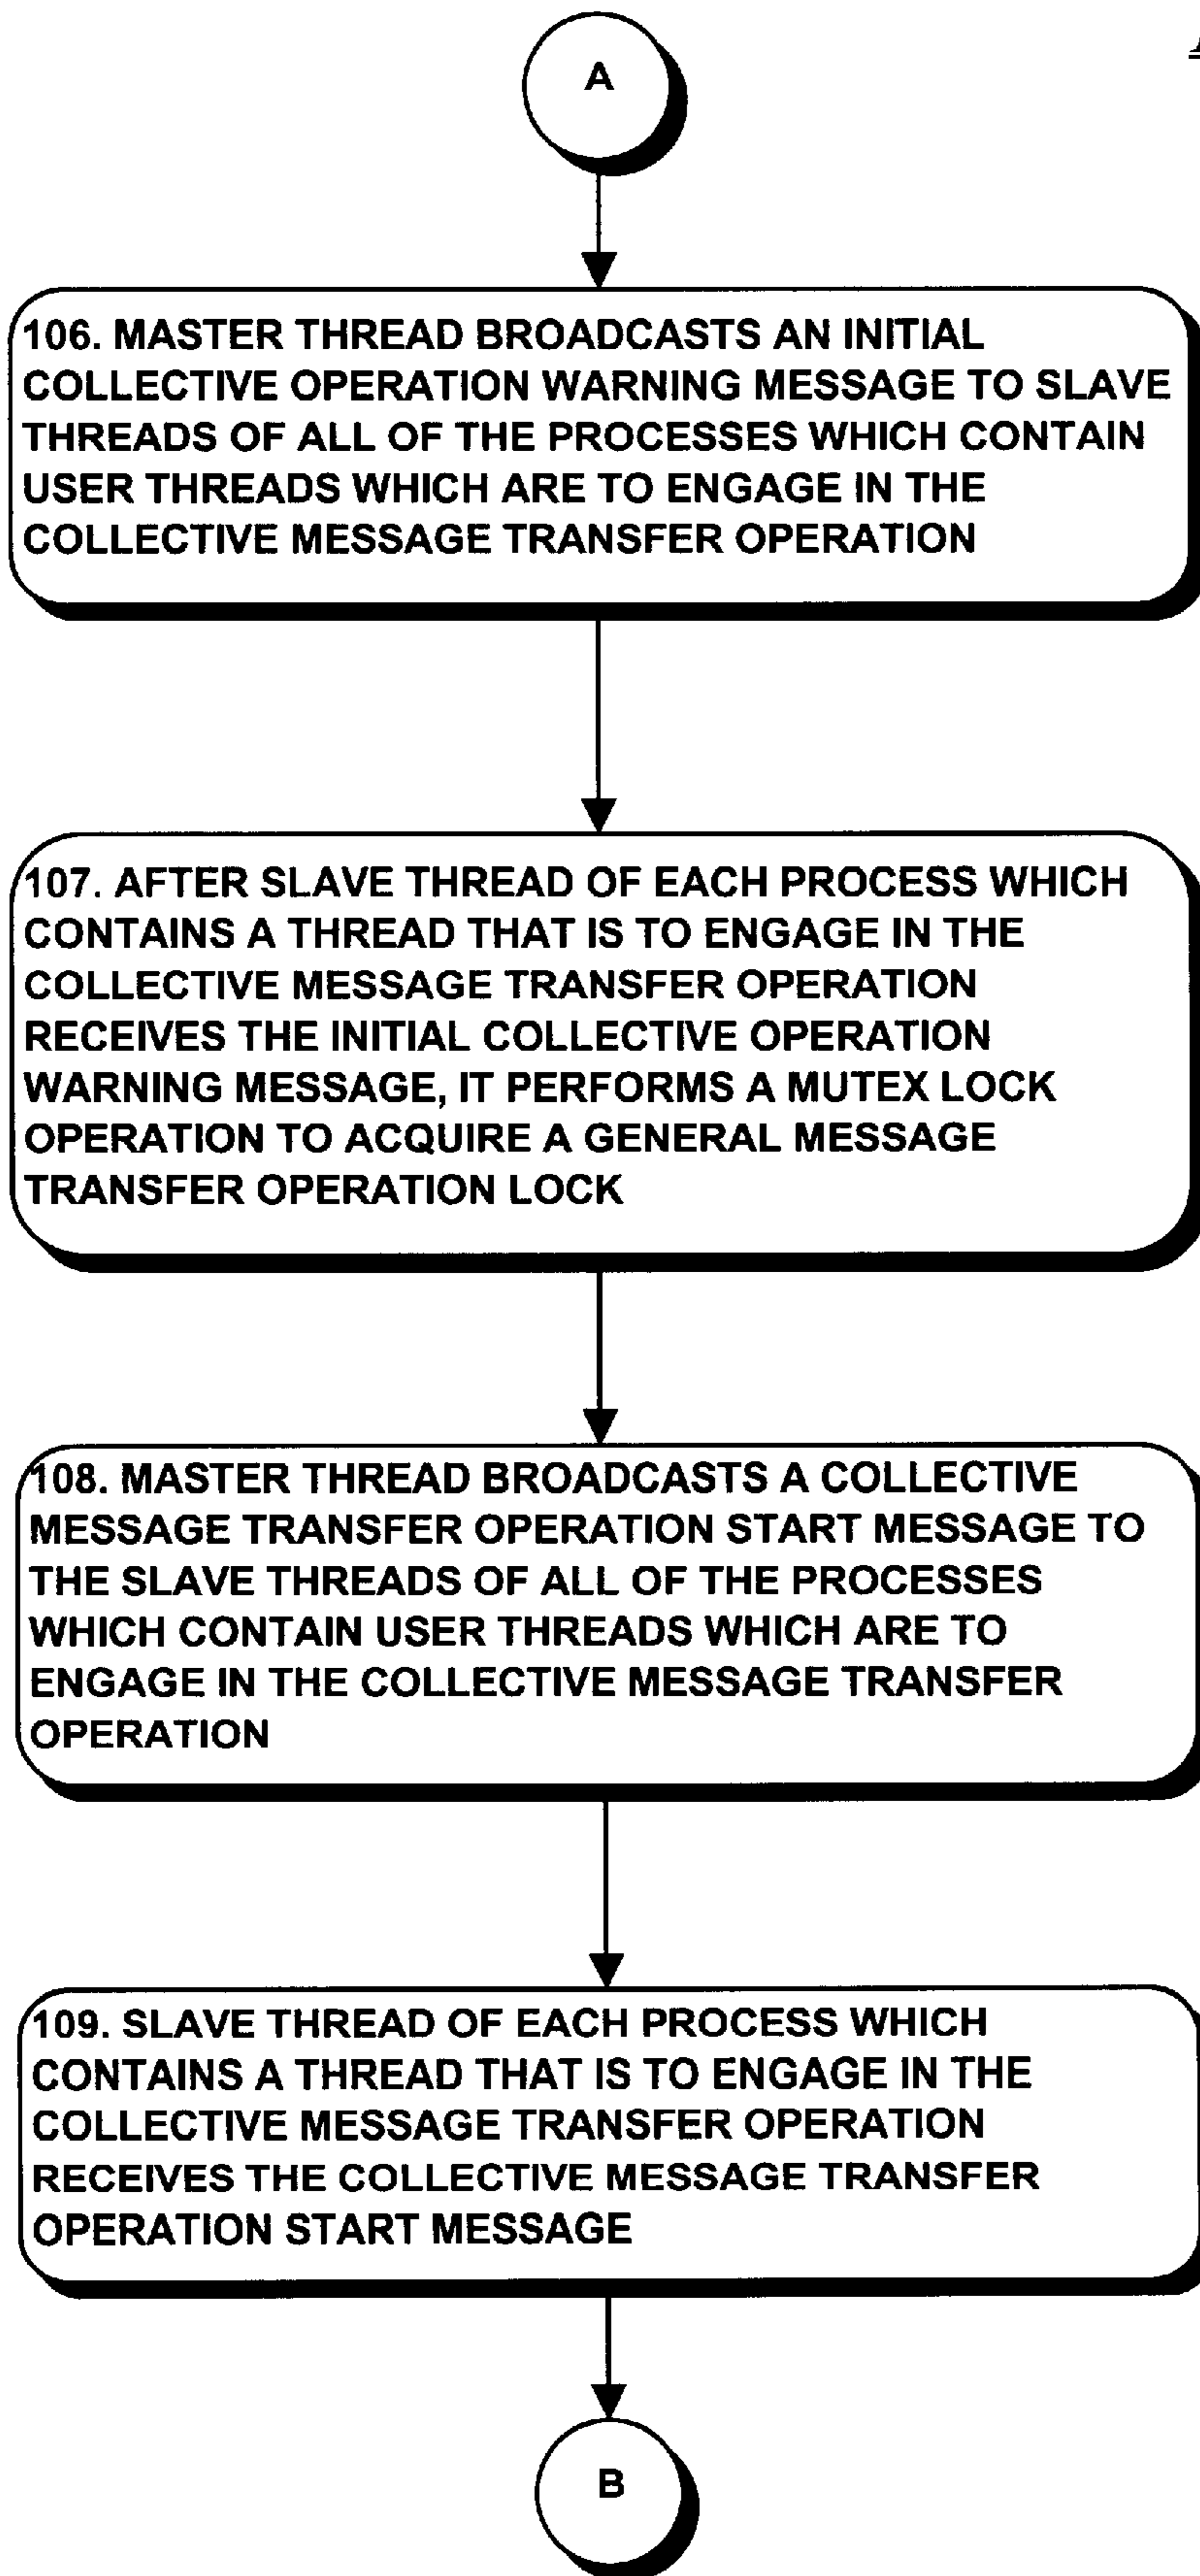 A
106. MASTER THREAD BROADCASTS AN INITIAL
COLLECTIVE OPERATION WARNING MESSAGE TO SLAVE
THREADS OF ALL OF THE PROCESSES WHICH CONTAIN
USER THREADS WHICH ARE TO ENGAGE IN THE
COLLECTIVE MESSAGE TRANSFER OPERATION
107. AFTER SLAVE THREAD OF EACH PROCESS WHICH
CONTAINS A THREAD THAT IS TO ENGAGE IN THE
COLLECTIVE MESSAGE TRANSFER OPERATION
RECEIVES THE INITIAL COLLECTIVE OPERATION
WARNING MESSAGE, IT PERFORMS A MUTEX LOCK
OPERATION TO ACQUIRE A GENERAL MESSAGE
TRANSFER OPERATION LOCK
108. MASTER THREAD BROADCASTS A COLLECTIVE
MESSAGE TRANSFER OPERATION START MESSAGE TO
THE SLAVE THREADS OF ALL OF THE PROCESSES
WHICH CONTAIN USER THREADS WHICH ARE TO
ENGAGE IN THE COLLECTIVE MESSAGE TRANSFER
OPERATION
109. SLAVE THREAD OF EACH PROCESS WHICH
CONTAINS A THREAD THAT IS TO ENGAGE IN THE
COLLECTIVE MESSAGE TRANSFER OPERATION
RECEIVES THE COLLECTIVE MESSAGE TRANSFER
OPERATION START MESSAGE
B